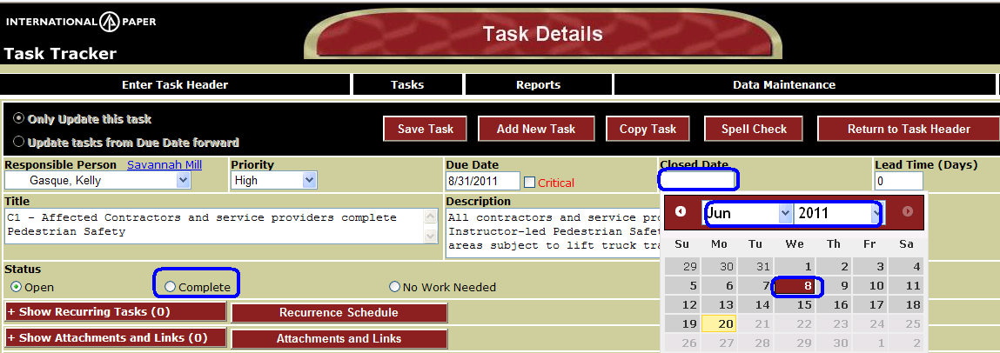 INTERNATIONAL PAPER
Task Tracker
Task Details
Enter Task Header Tasks Reports Data Maintenance
Only Update this task
Update tasks from Due Date forward
Save Task Add New Task Copy Task Spell Check Return to Task Header
Responsible Person Savannah Mill Priority Due Date Closed Date Lead Time (Days)
Gasque, Kelly High 8/31/2011 Critical 0
Title Description
C1 - Affected Contractors and service providers complete
Pedestrian Safety
All contractors and service pr
Instructor-led Pedestrian Safet
areas subject to lift truck tra
Jun 2011
Su Mo Tu We Th Fr Sa
29 30 31 1 2 3 4
5 6 7 8 9 10 11
12 13 14 15 16 17 18
19 20 21 22 23 24 25
26 27 28 29 30 1 2
Status
Open Complete No Work Needed
+ Show Recurring Tasks (0) Recurrence Schedule
+ Show Attachments and Links (0) Attachments and Links